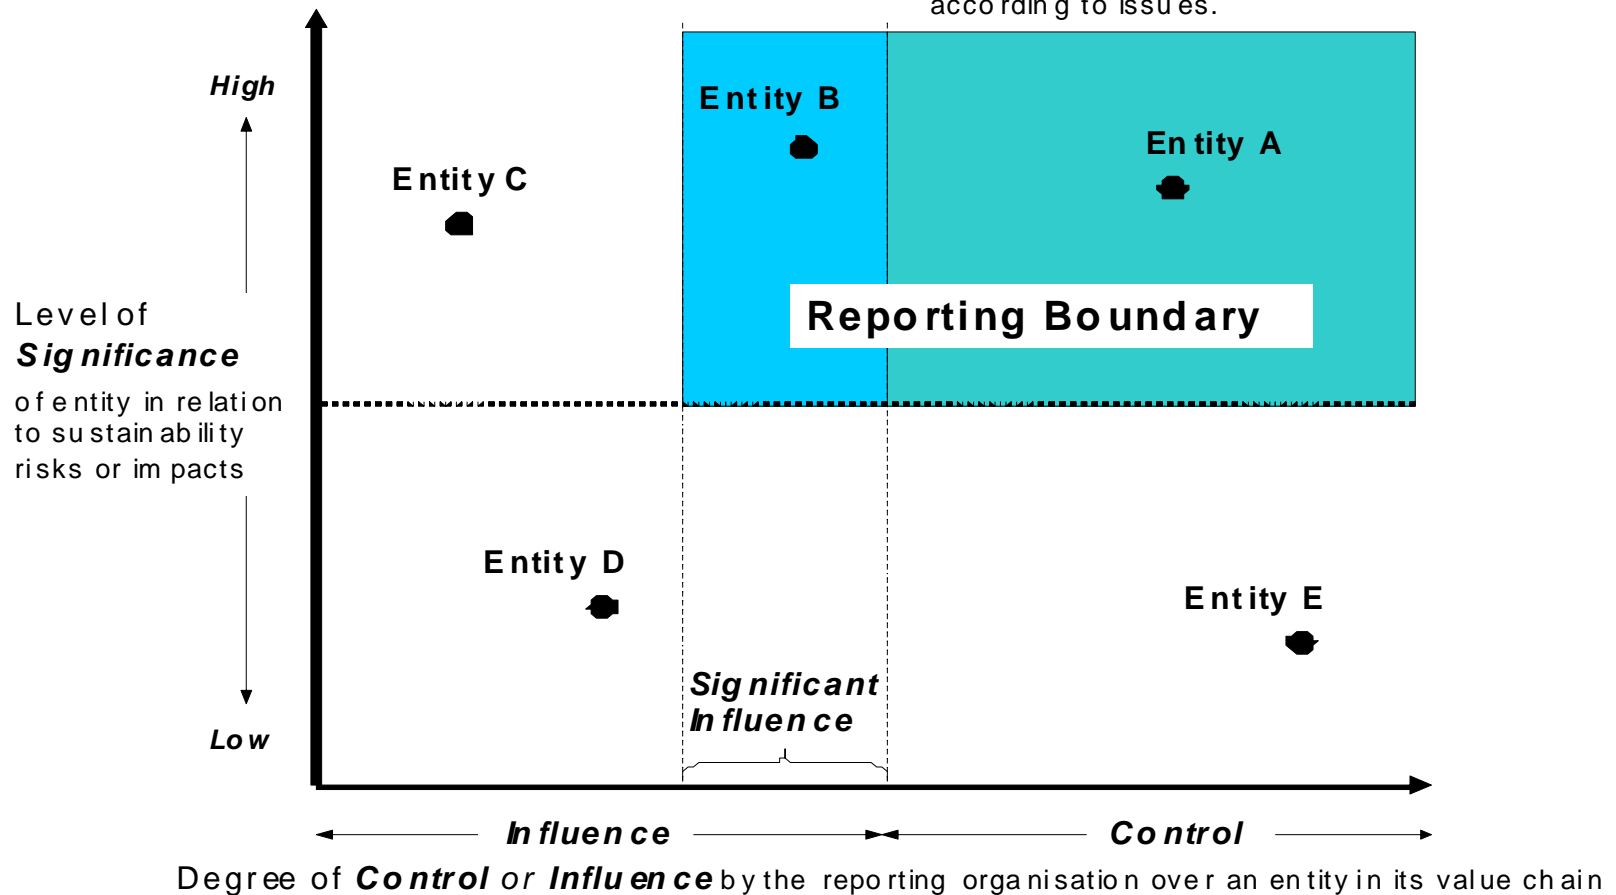 according to issues.
High
Entity B
Entity A
Entity C
Level of
Significance
of entity in relation
to sustainability
risks or impacts
Reporting Boundary
Entity D
Entity E
Significant
Influence
Low
Influence
Control
Degree of Control or Influence by the reporting organisation over an entity in its value chain